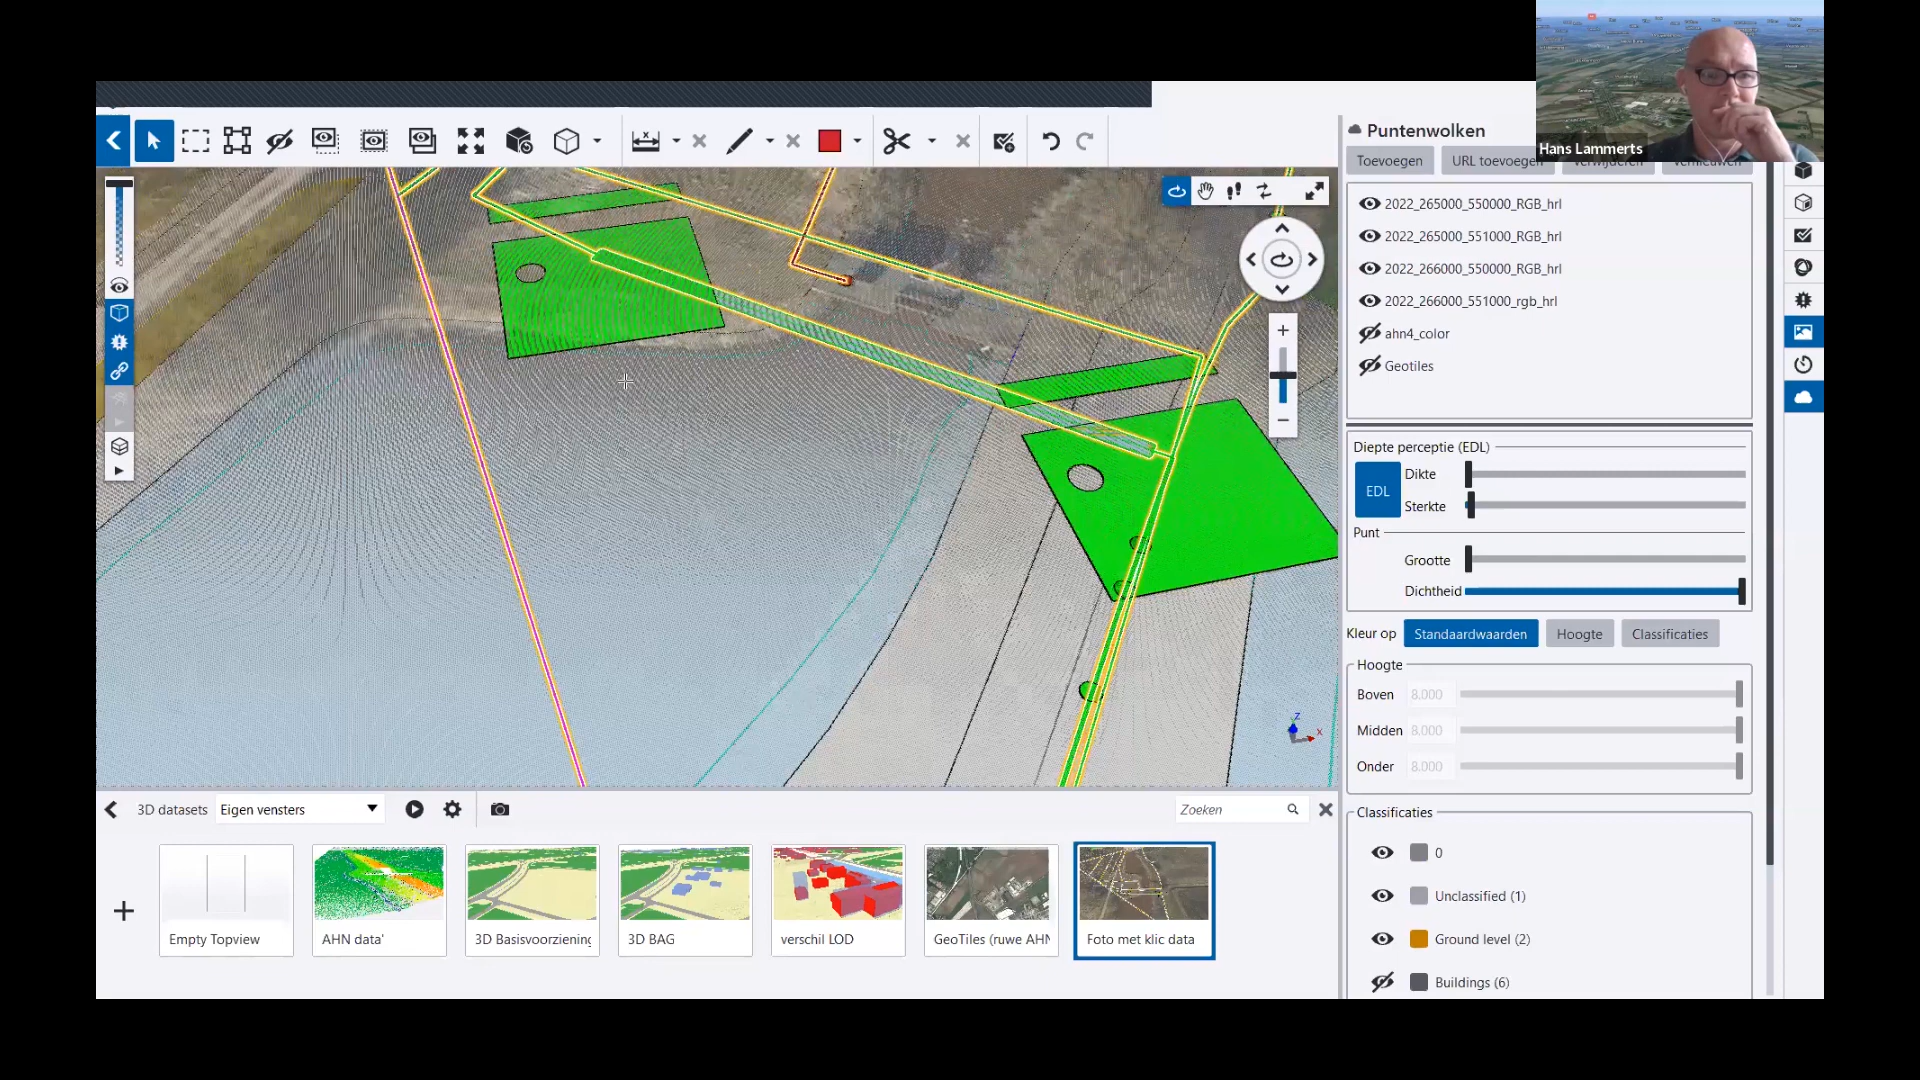 Hans Lammerts
Puntenwolken
Toevoegen
URL toevoegen
Verwijderen
Vernieuwen
2022_265000_550000_RGB_hrl
2022_265000_551000_RGB_hrl
2022_266000_550000_RGB_hrl
2022_266000_551000_rgb_hrl
ahn4_color
Geotiles
Diepte perceptie (EDL)
EDL
Dikte
Sterkte
Punt
Grootte
Dichtheid
Kleur op
Standaardwaarden
Hoogte
Classificaties
Hoogte
Boven 8.000
Midden 8.000
Onder 8.000
Classificaties
0
Unclassified (1)
Ground level (2)
Buildings (6)
Z
X
3D datasets
Eigen vensters
Zoeken
Empty Topview
AHN data'
3D Basisvoorziening
3D BAG
verschil LOD
GeoTiles (ruwe AHN
Foto met klic data